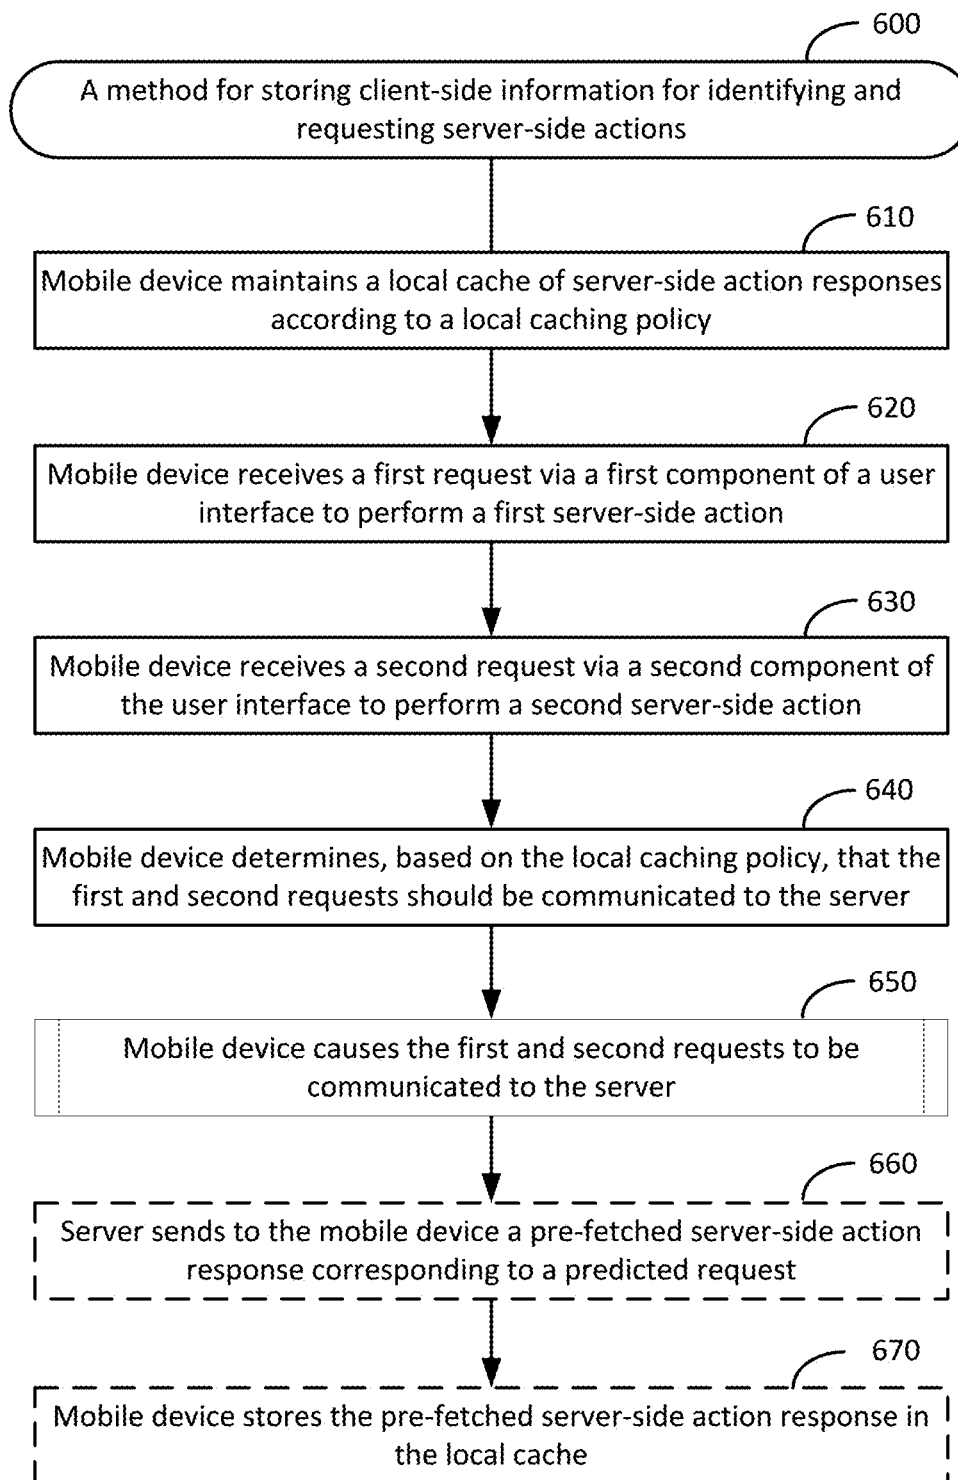 600
A method for storing client-side information for identifying and
requesting server-side actions
610
Mobile device maintains a local cache of server-side action responses
according to a local caching policy
620
Mobile device receives a first request via a first component of a user
interface to perform a first server-side action
630
Mobile device receives a second request via a second component of
the user interface to perform a second server-side action
640
Mobile device determines, based on the local caching policy, that the
first and second requests should be communicated to the server
650
Mobile device causes the first and second requests to be
communicated to the server
660
Server sends to the mobile device a pre-fetched server-side action
response corresponding to a predicted request
670
Mobile device stores the pre-fetched server-side action response in
the local cache